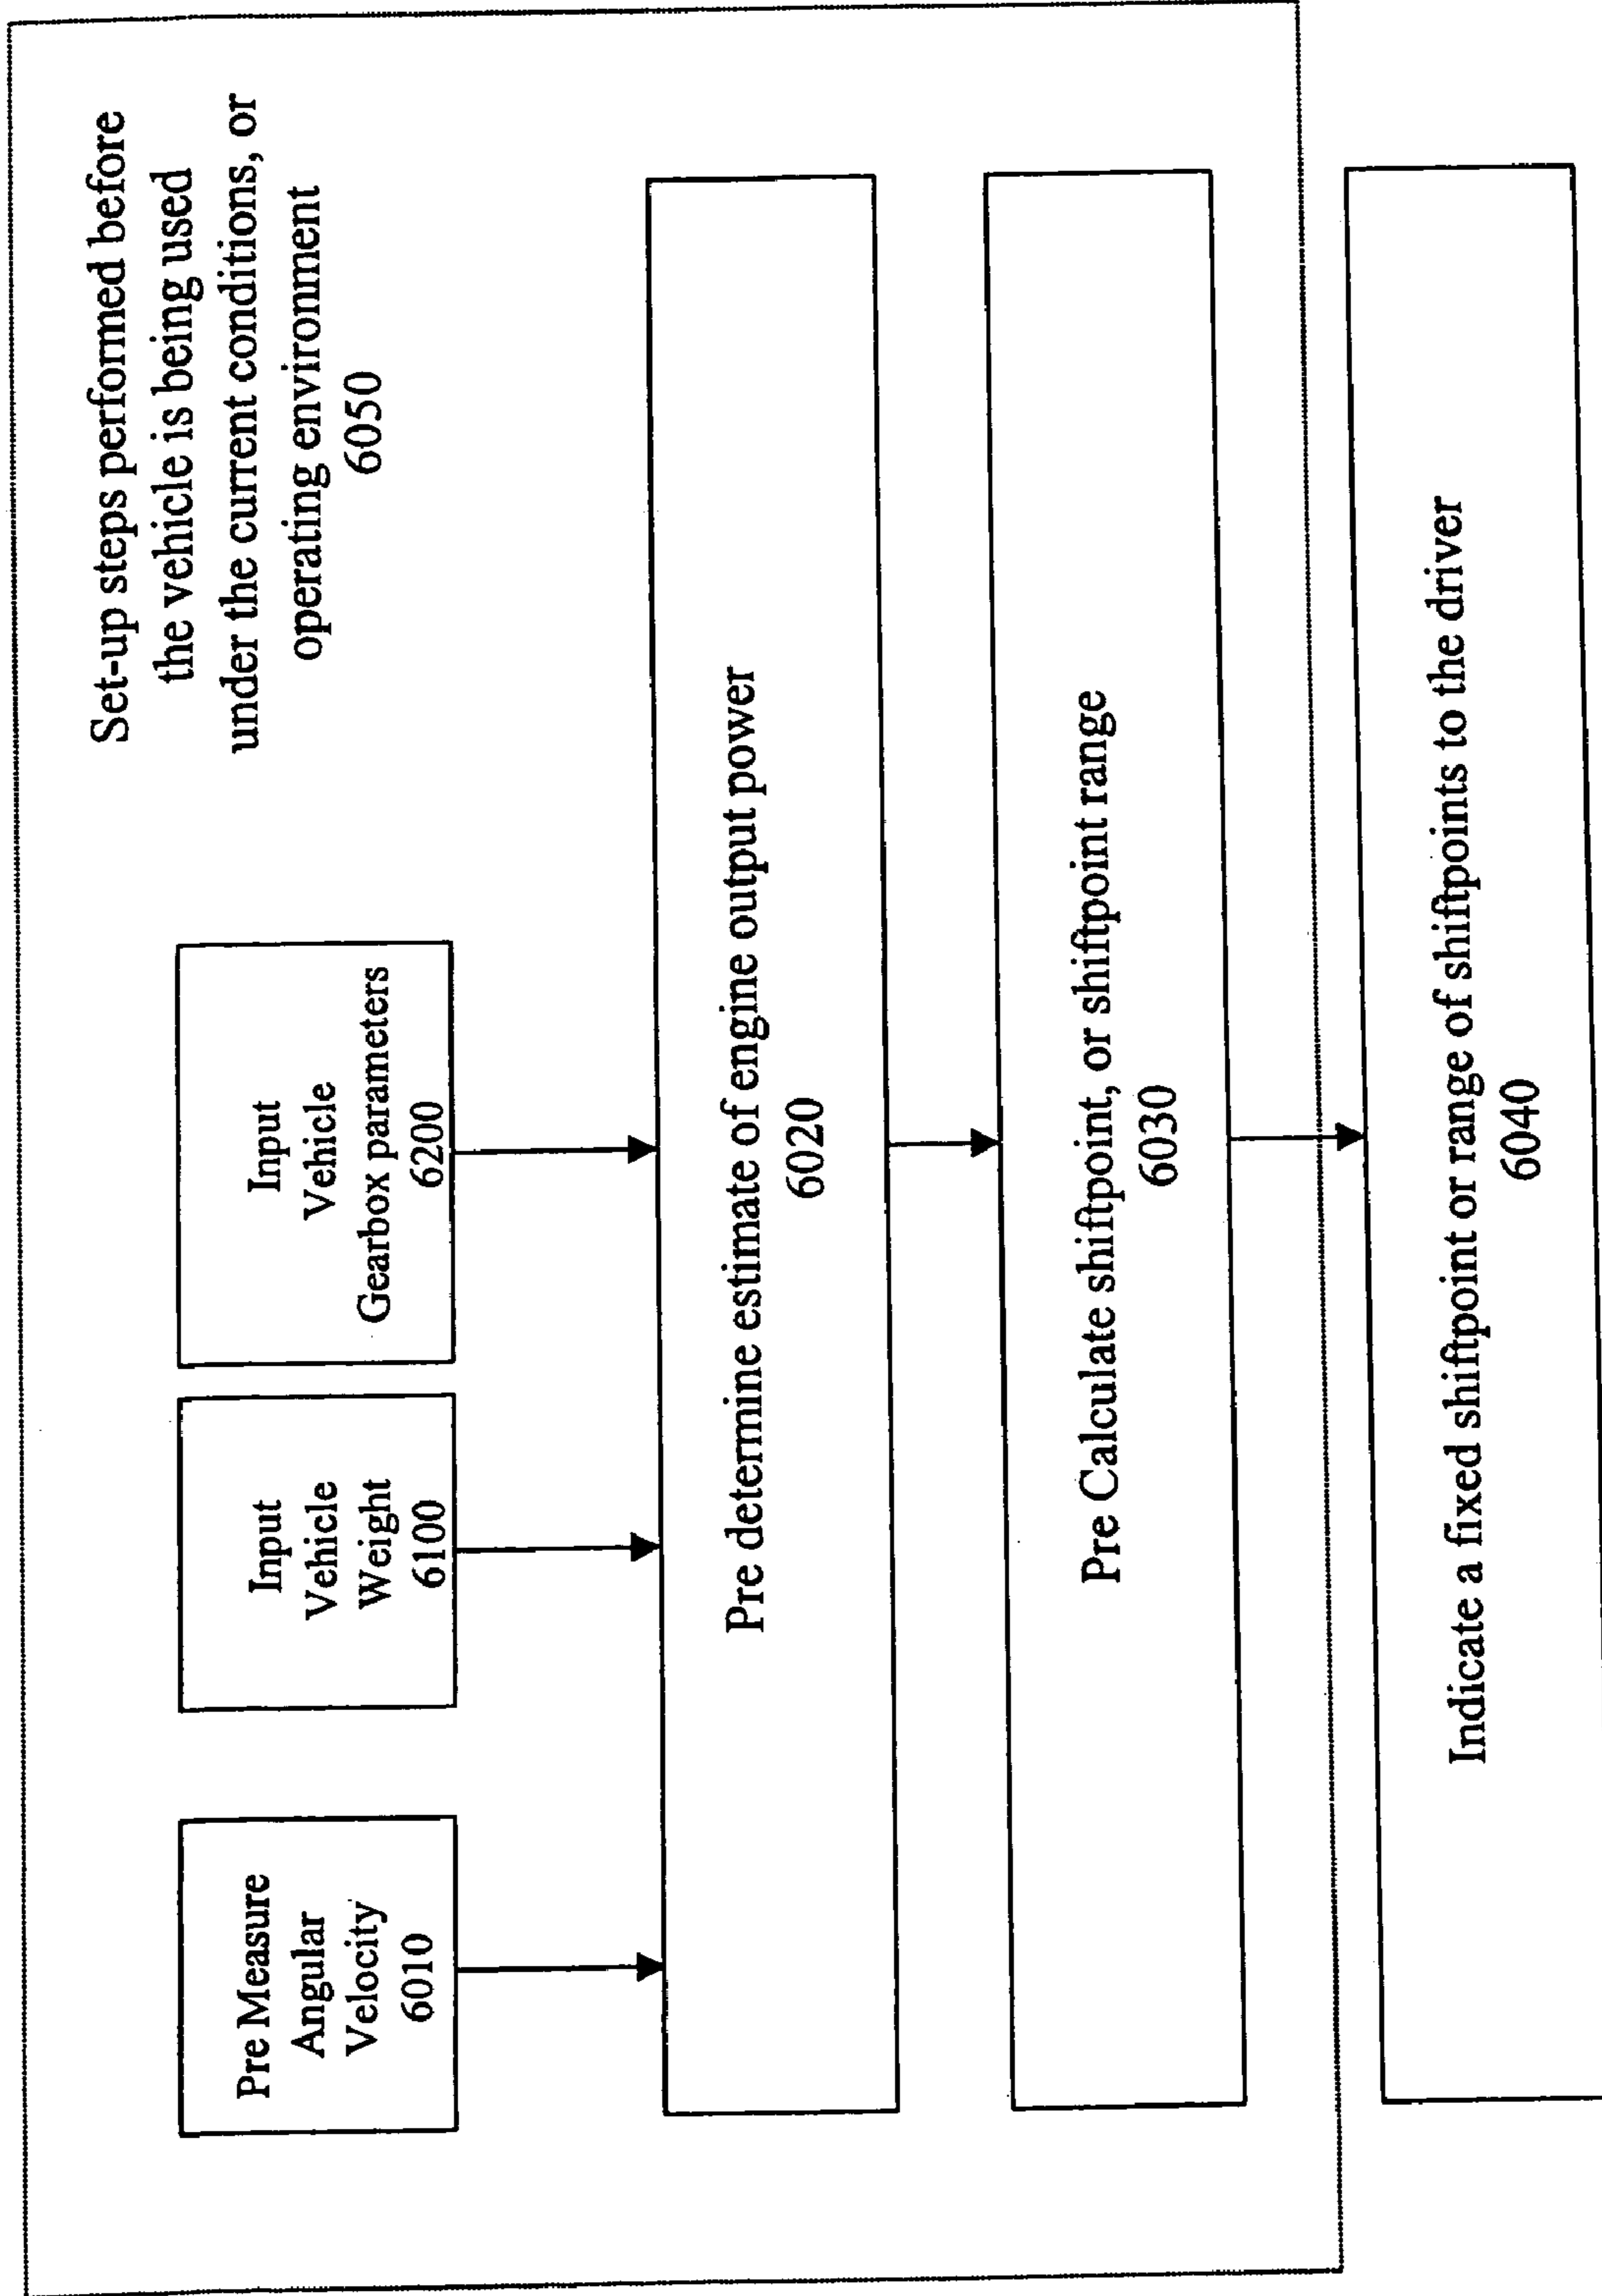 Set-up steps performed before
the vehicle is being used
under the current conditions, or
operating environment
6050
Pre Measure
Angular
Velocity
6010
Input
Vehicle
Weight
6100
Input
Vehicle
Gearbox parameters
6200
Pre determine estimate of engine output power
6020
Pre Calculate shiftpoint, or shiftpoint range
6030
Indicate a fixed shiftpoint or range of shiftpoints to the driver
6040